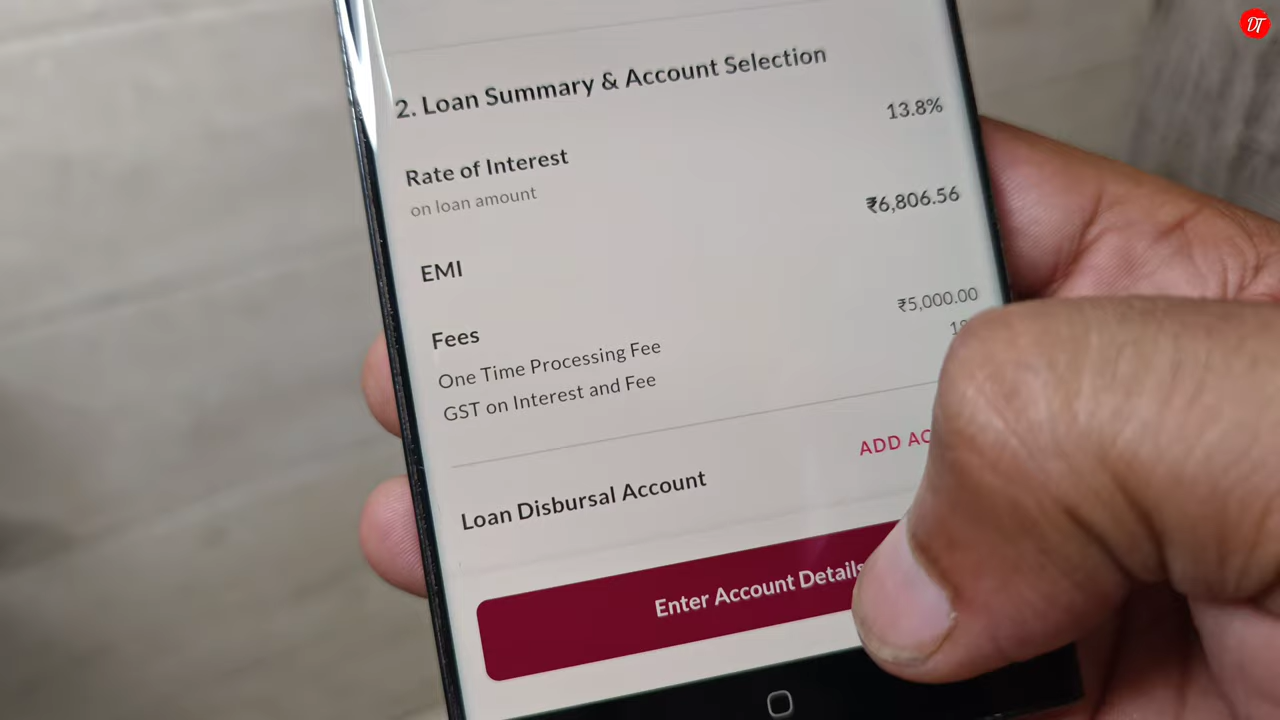 2. Loan Summary & Account Selection
Rate of Interest 13.8%
on loan amount
EMI ₹6,806.56
Fees
One Time Processing Fee ₹5,000.00
GST on Interest and Fee
Loan Disbursal Account ADD
Enter Account Details
DT